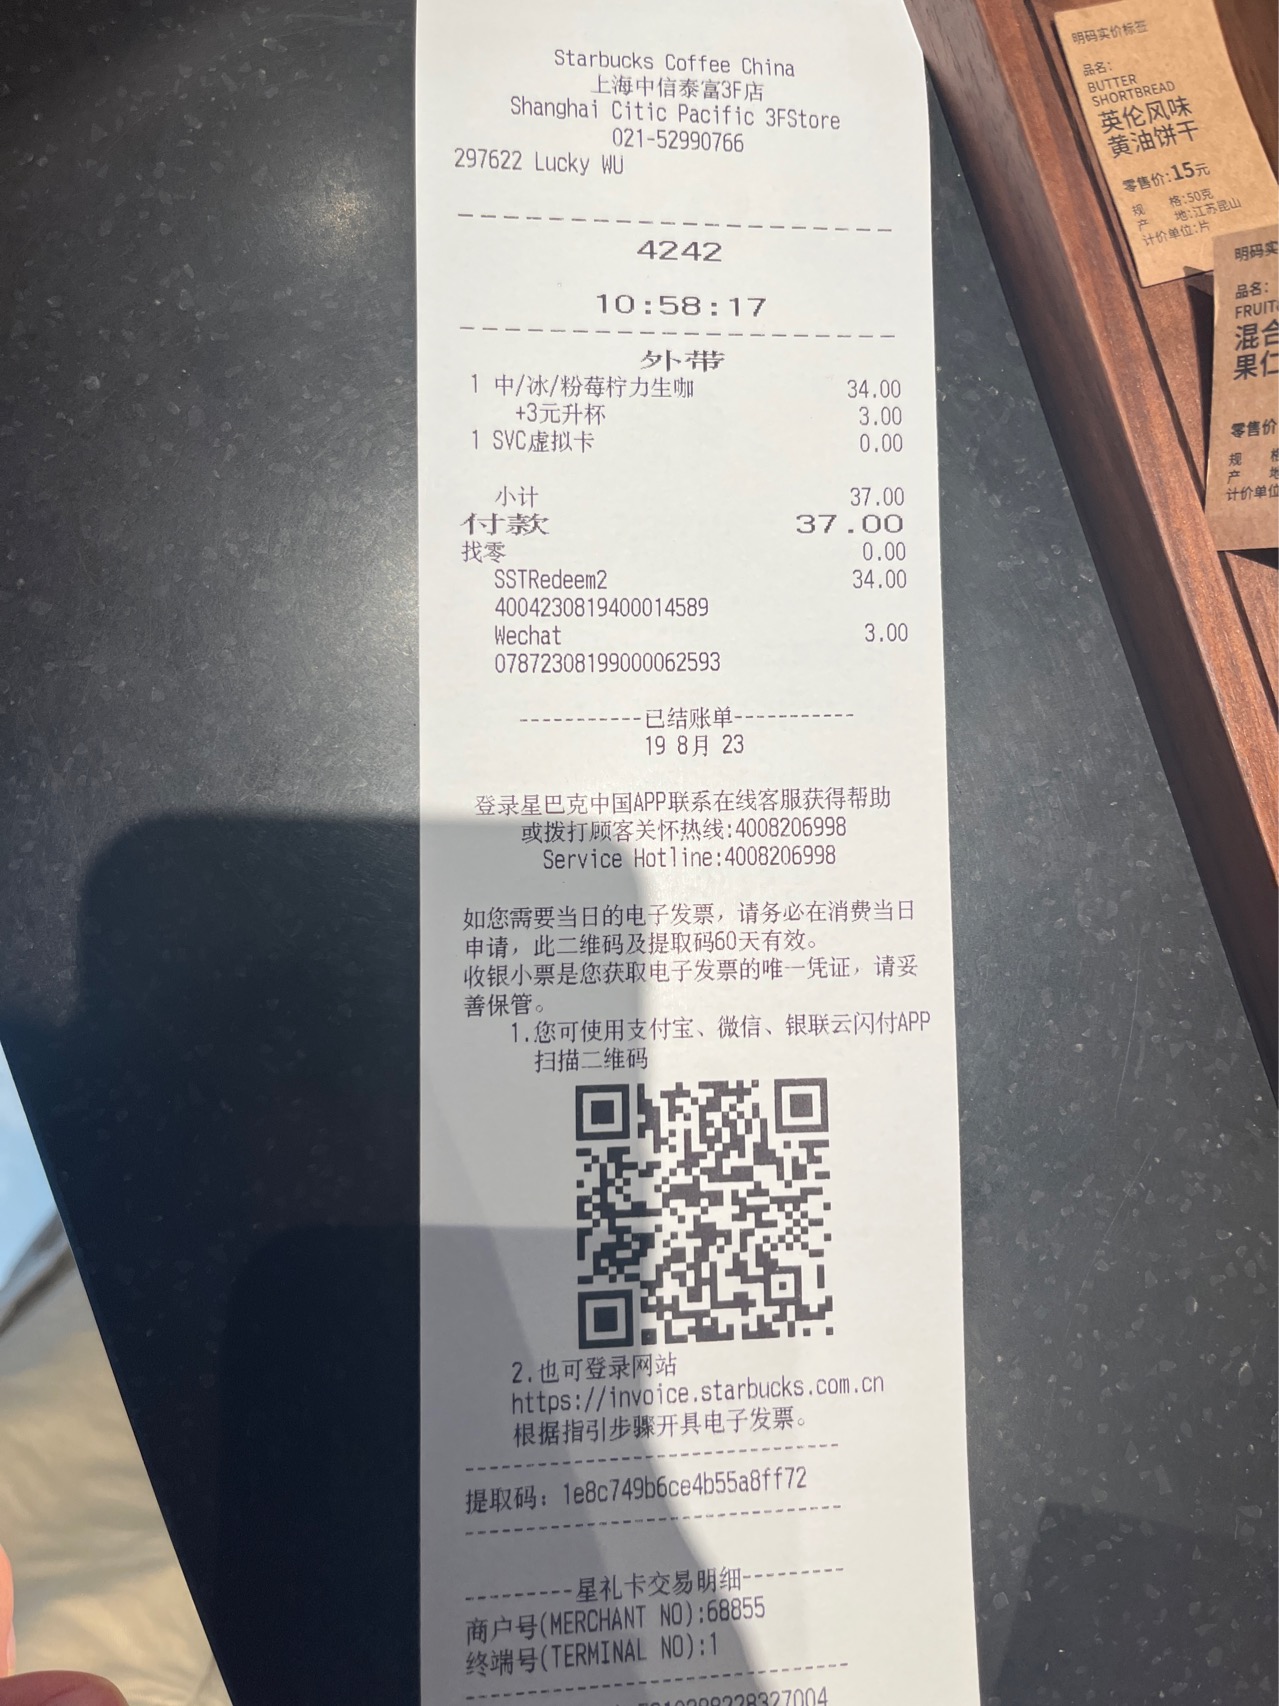 Starbucks Coffee China
上海中信泰富3F店
Shanghai Citic Pacific 3FStore
021-52990766
297622 Lucky WU
4242
10:58:17
外带
1 中/冰/粉莓柠力生咖 34.00
+3元升杯 3.00
1 SVC虚拟卡 0.00
小计 37.00
付款 37.00
找零 0.00
SSTRedeem2 34.00
4004230819400014589
Wechat 3.00
07872308199000062593
-----------已结账单-----------
19 8月 23
登录星巴克中国APP联系在线客服获得帮助
或拨打顾客关怀热线:4008206998
Service Hotline:4008206998
如您需要当日的电子发票，请务必在消费当日
申请，此二维码及提取码60天有效。
收银小票是您获取电子发票的唯一凭证，请妥
善保管。
1.您可使用支付宝、微信、银联云闪付APP
扫描二维码
2.也可登录网站
https://invoice.starbucks.com.cn
根据指引步骤开具电子发票。
提取码：1e8c749b6ce4b55a8ff72
---------星礼卡交易明细---------
商户号(MERCHANT NO):68855
终端号(TERMINAL NO):1
明码实价标签
品名：
BUTTER
SHORTBREAD
英伦风味
黄油饼干
零售价:15元
规 格:50克
产 地:江苏昆山
计价单位:片
明码实
品名：
FRUIT
混合
果仁
零售价
规 格
产 地
计价单位